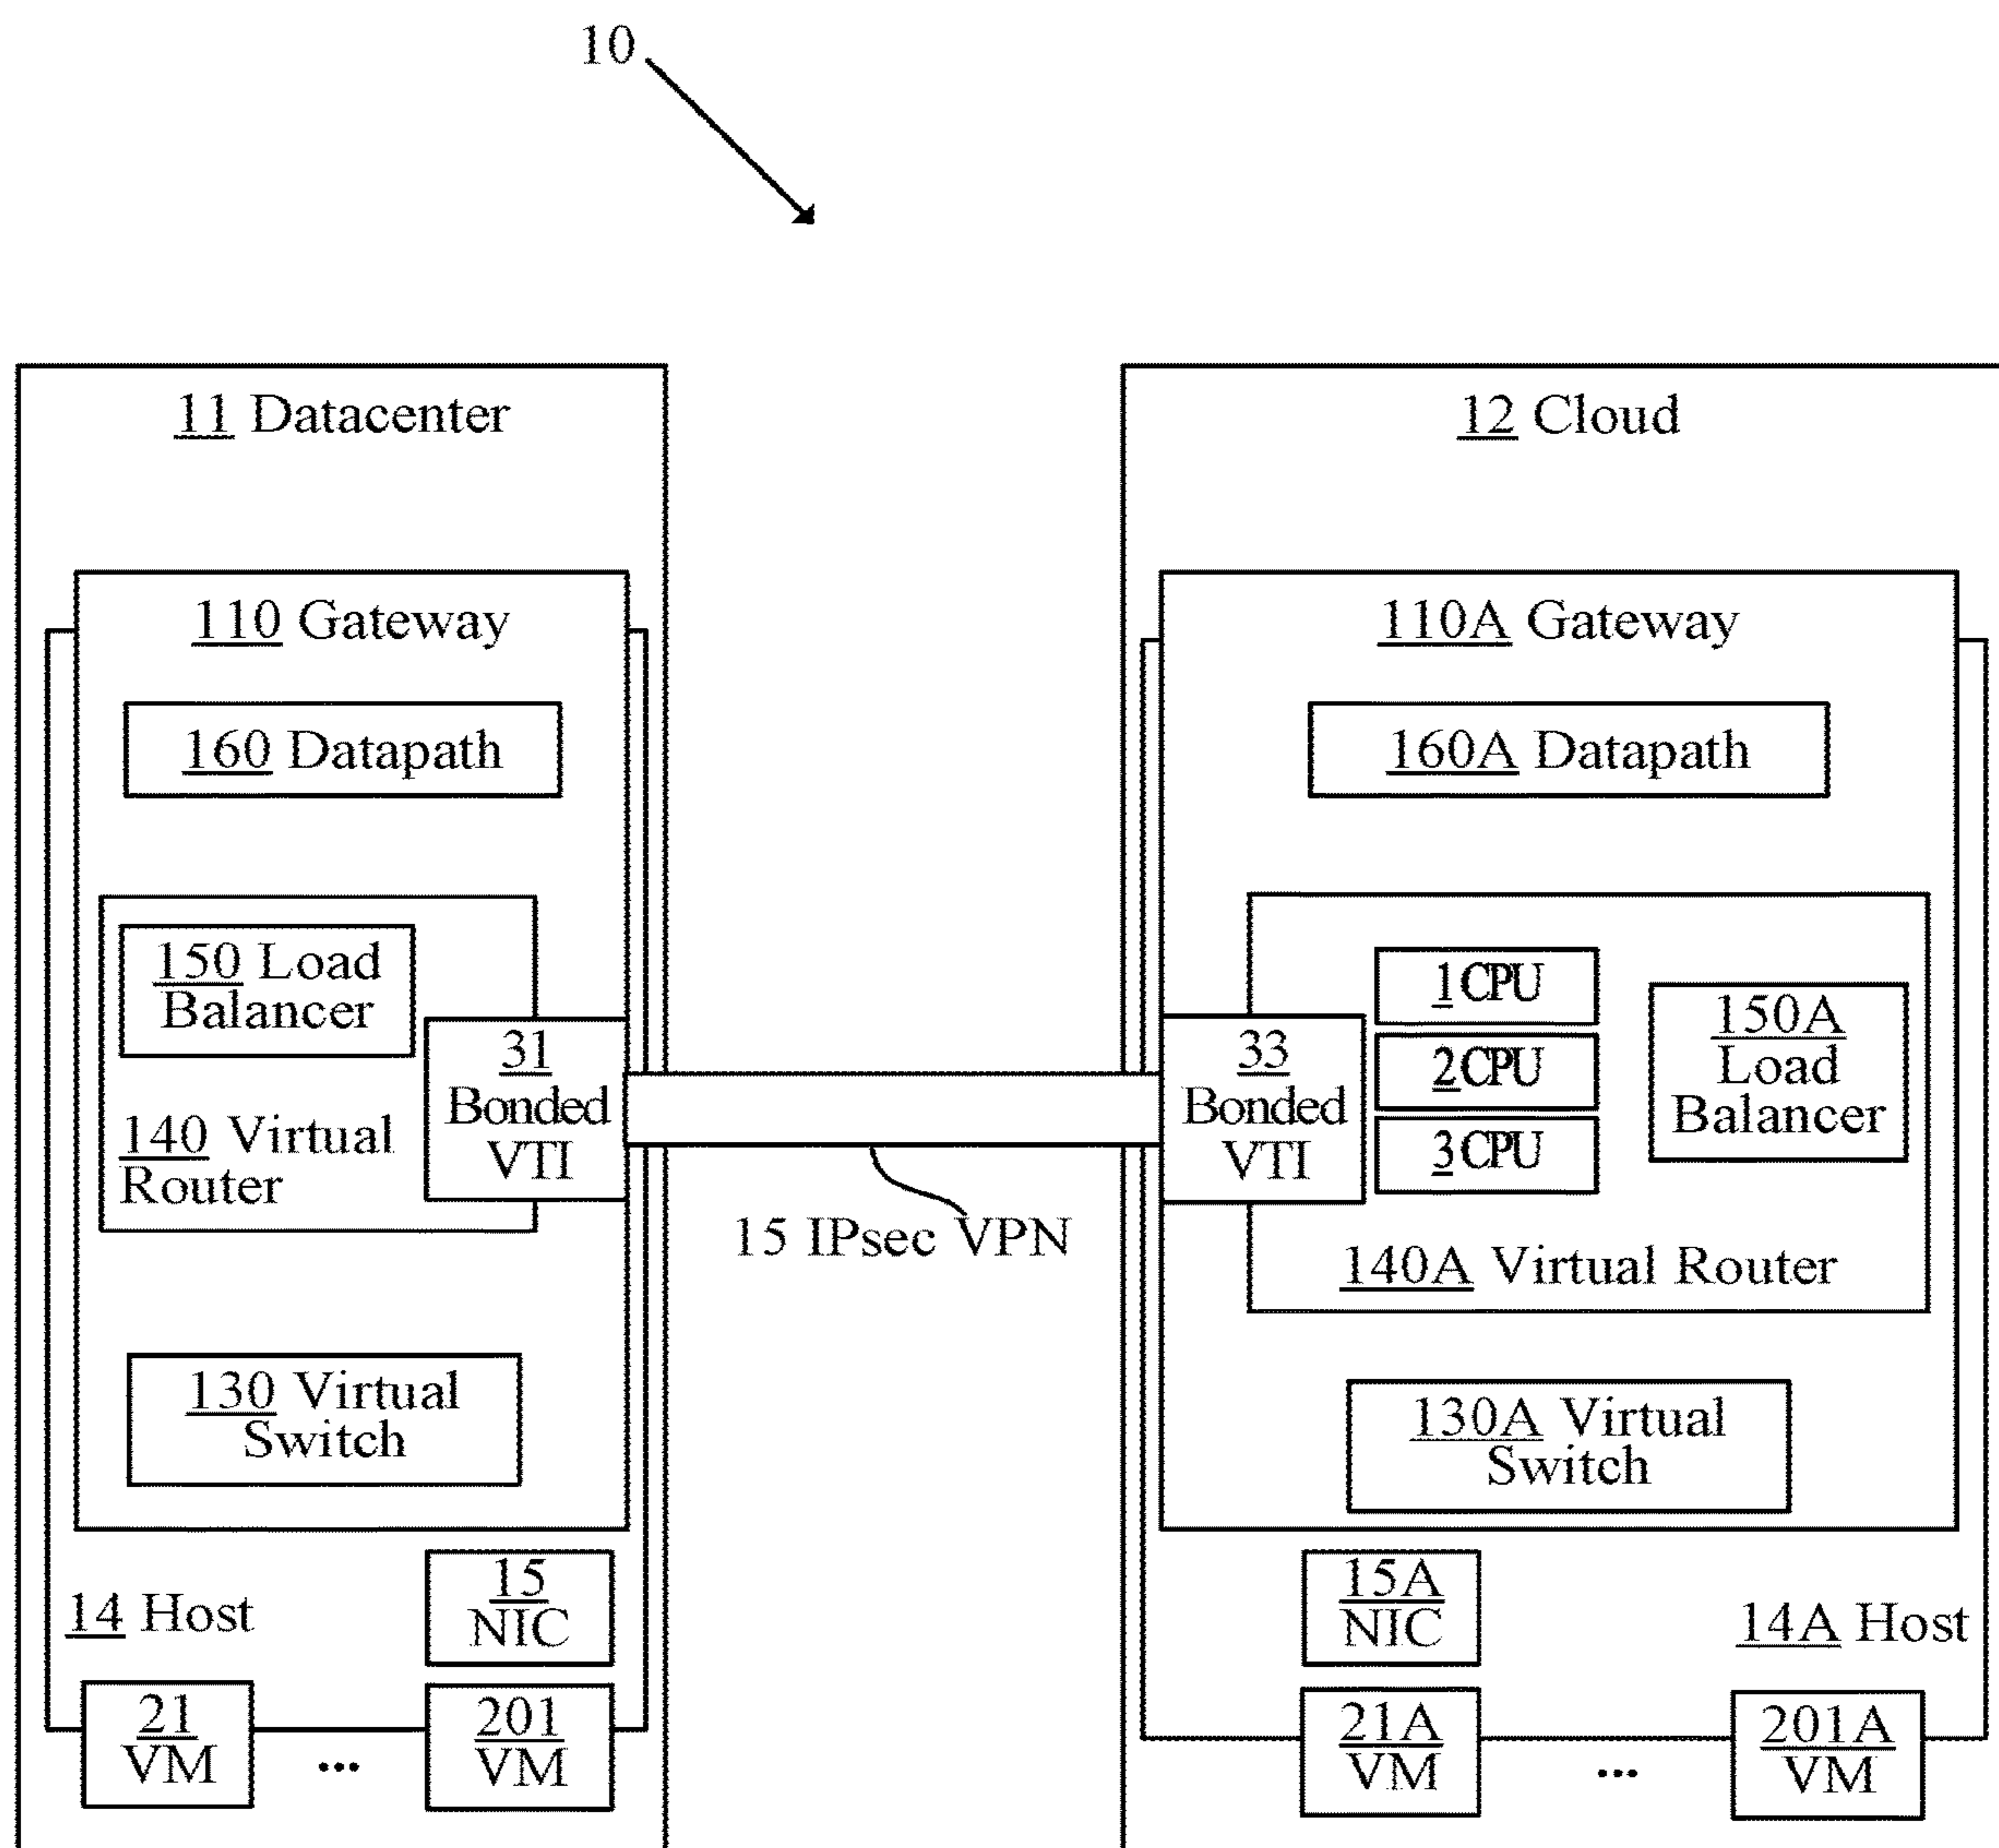 10
11 Datacenter
110 Gateway
160 Datapath
150 Load
Balancer
31
Bonded
VTI
140 Virtual
Router
130 Virtual
Switch
15
NIC
14 Host
21
VM
...
201
VM
15 IPsec VPN
12 Cloud
110A Gateway
160A Datapath
33
Bonded
VTI
1 CPU
2 CPU
3 CPU
150A
Load
Balancer
140A Virtual Router
130A Virtual
Switch
15A
NIC
14A Host
21A
VM
...
201A
VM